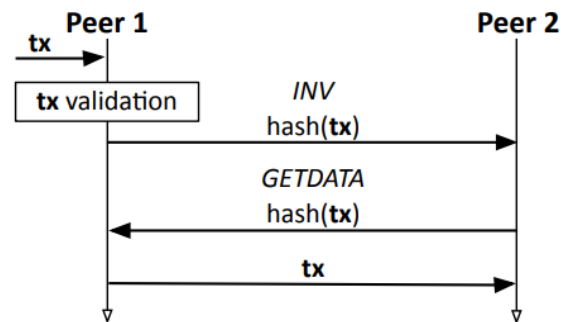 Peer 1
Peer 2
tx
tx validation
INV
hash(tx)
GETDATA
hash(tx)
tx